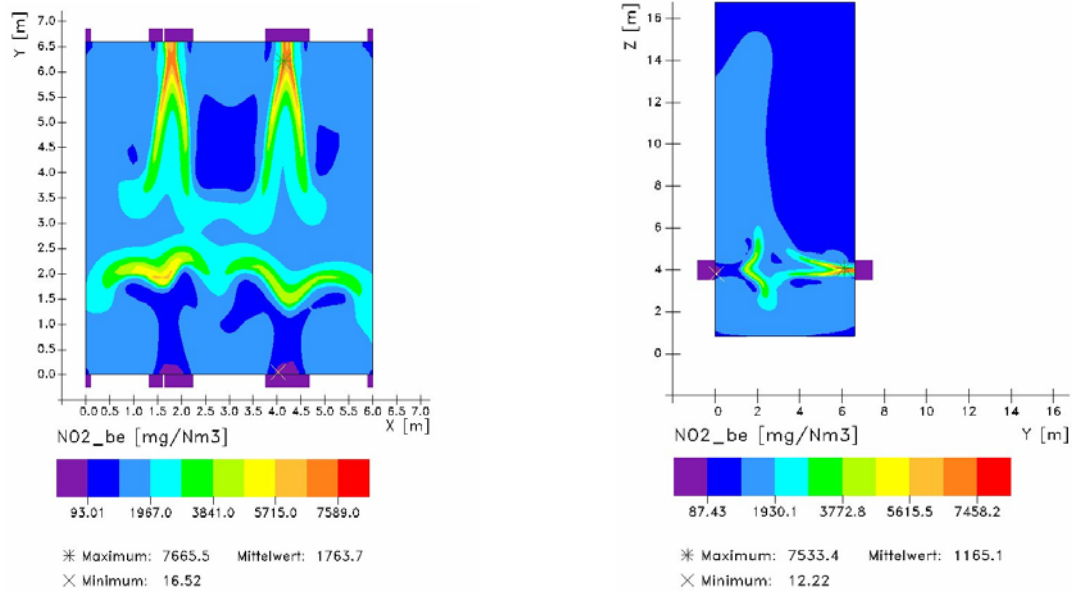 Y [m]
7.0
6.5
6.0
5.5
5.0
4.5
4.0
3.5
3.0
2.5
2.0
1.5
1.0
0.5
0.0
0.0 0.5 1.0 1.5 2.0 2.5 3.0 3.5 4.0 4.5 5.0 5.5 6.0 6.5 7.0
X [m]
NO2_be [mg/Nm3]
93.01 1967.0 3841.0 5715.0 7589.0
Maximum: 7665.5 Mittelwert: 1763.7
Minimum: 16.52
Z [m]
16
14
12
10
8
6
4
2
0
0 2 4 6 8 10 12 14 16
Y [m]
NO2_be [mg/Nm3]
87.43 1930.1 3772.8 5615.5 7458.2
Maximum: 7533.4 Mittelwert: 1165.1
Minimum: 12.22